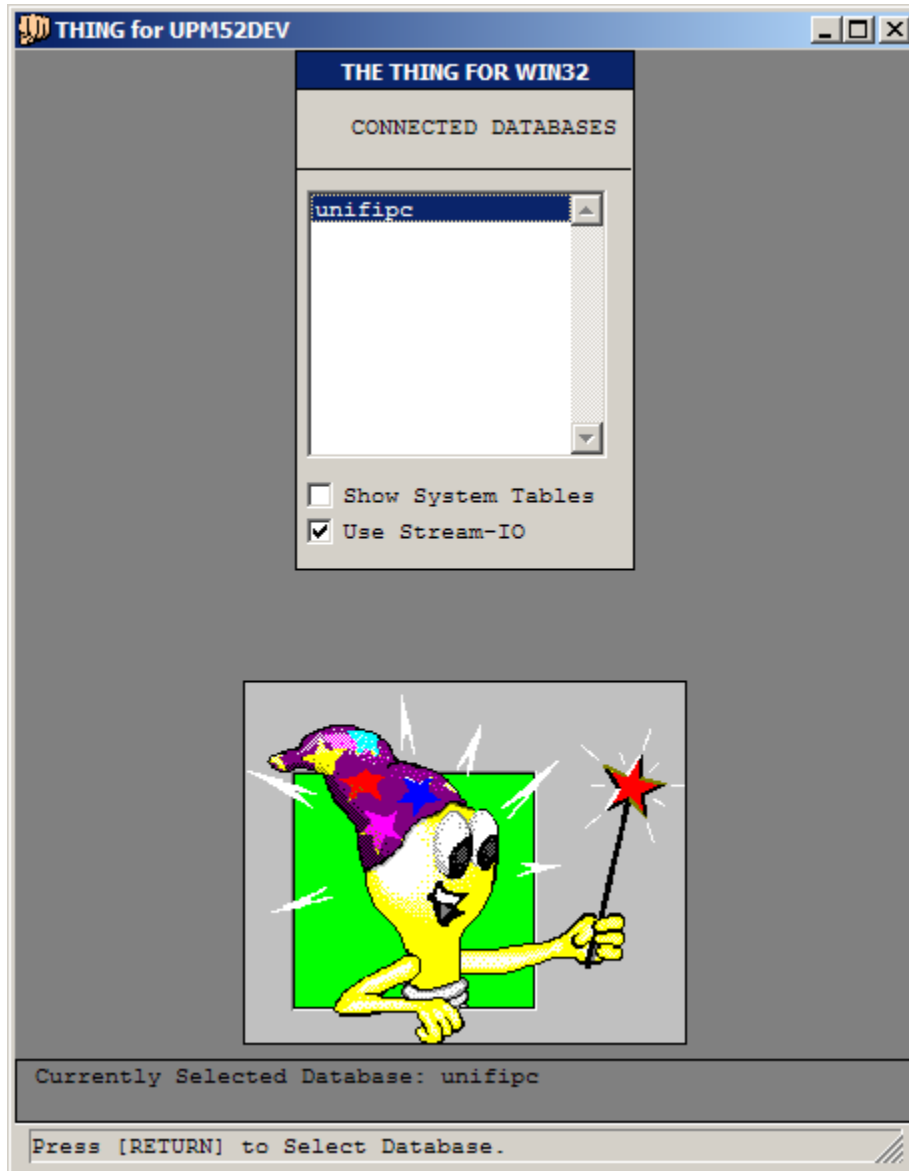 THING for UPM52DEV
THE THING FOR WIN32
CONNECTED DATABASES
unifipc
Show System Tables
Use Stream-IO
Currently Selected Database: unifipc
Press [RETURN] to Select Database.